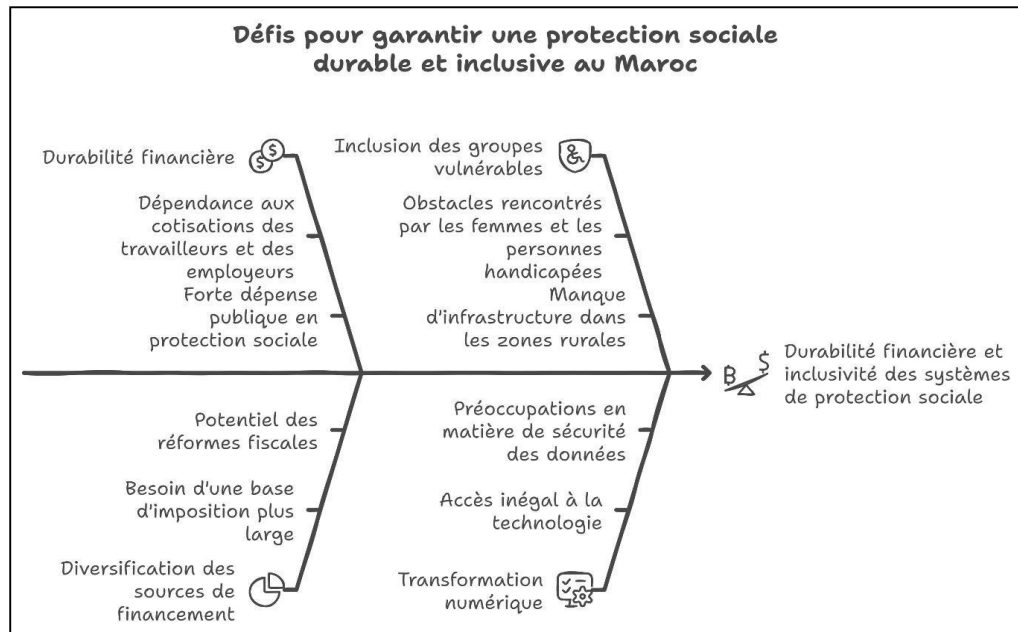 Défis pour garantir une protection sociale
durable et inclusive au Maroc
Durabilité financière
$
$
Dépendance aux
cotisations des
travailleurs et des
employeurs
Forte dépense
publique en
protection sociale
Inclusion des groupes
vulnérables
Obstacles rencontrés
par les femmes et les
personnes
handicapées
Manque
d'infrastructure dans
les zones rurales
B $
Durabilité financière et
inclusivité des systèmes
de protection sociale
Potentiel des
réformes fiscales
Besoin d'une base
d'imposition plus
large
Diversification des
sources de
financement
Préoccupations en
matière de sécurité
des données
Accès inégal à la
technologie
Transformation
numérique